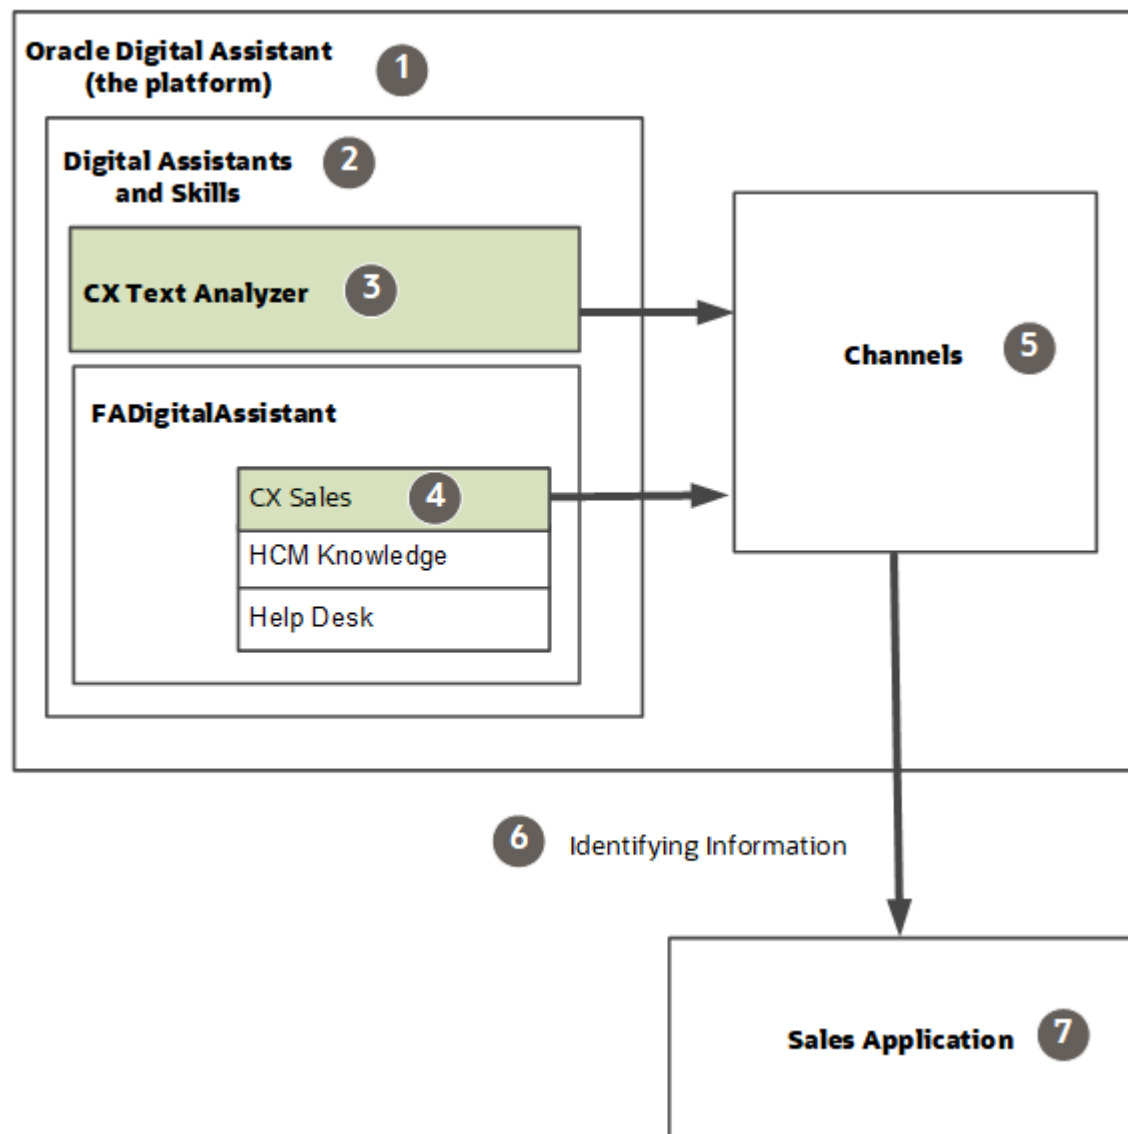 Oracle Digital Assistant
(the platform)
1
Digital Assistants
and Skills
2
CX Text Analyzer
3
Channels
5
FADigitalAssistant
CX Sales
4
HCM Knowledge
Help Desk
6
Identifying Information
Sales Application
7